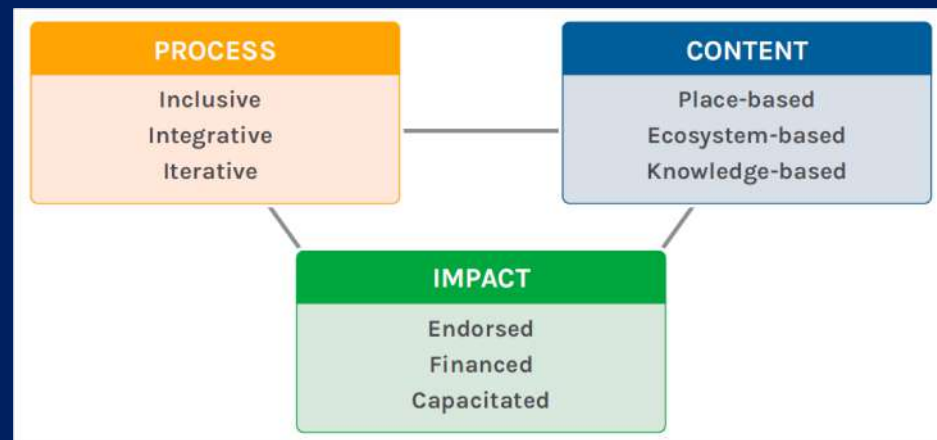 PROCESS
Inclusive
Integrative
Iterative
CONTENT
Place-based
Ecosystem-based
Knowledge-based
IMPACT
Endorsed
Financed
Capacitated